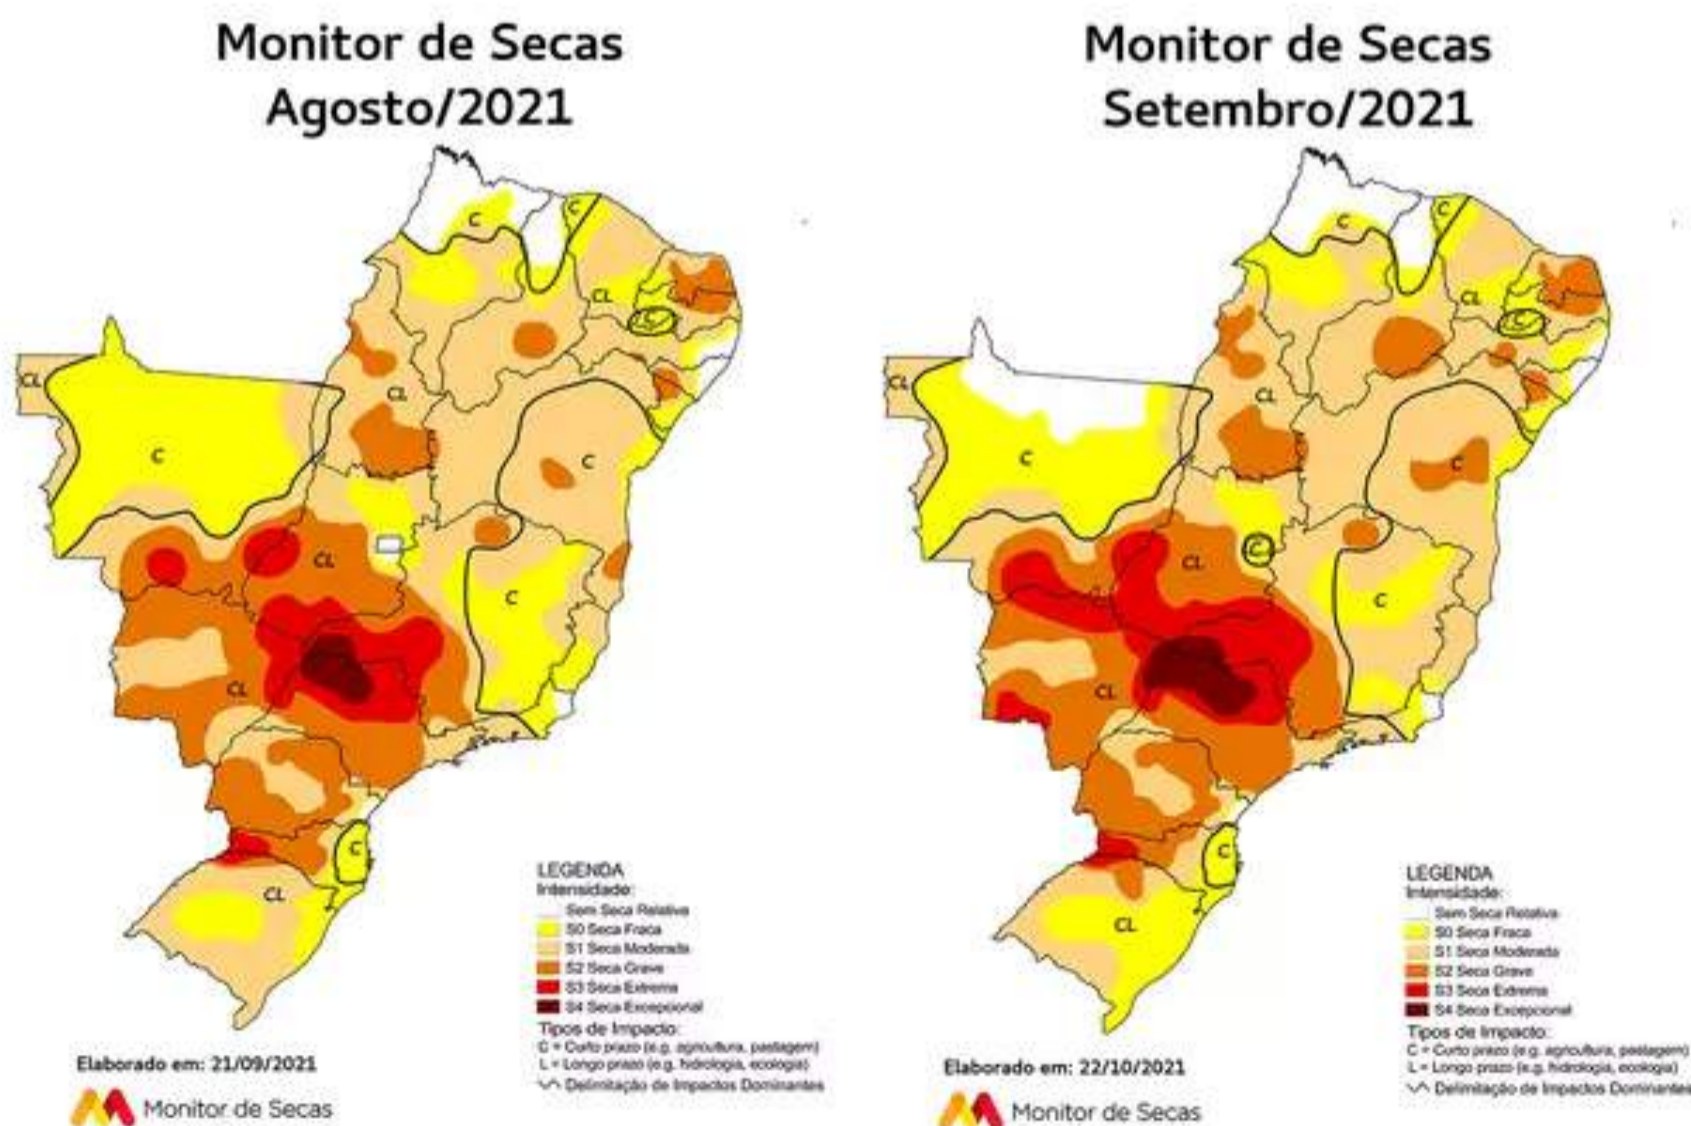 Monitor de Secas
Agosto/2021
C
C
CL
C
CL
CL
C
C
CL
C
CL
C
CL
LEGENDA
Intensidade:
Sem Seca Relativa
S0 Seca Fraca
S1 Seca Moderada
S2 Seca Grave
S3 Seca Extrema
S4 Seca Excepcional
Tipos de Impacto:
C = Curto prazo (e.g. agricultura, pastagem)
L = Longo prazo (e.g. hidrologia, ecologia)
Delimitação de Impactos Dominantes
Elaborado em: 21/09/2021
Monitor de Secas
Monitor de Secas
Setembro/2021
C
C
CL
C
CL
CL
C
C
C
CL
C
CL
C
CL
LEGENDA
Intensidade:
Sem Seca Relativa
S0 Seca Fraca
S1 Seca Moderada
S2 Seca Grave
S3 Seca Extrema
S4 Seca Excepcional
Tipos de Impacto:
C = Curto prazo (e.g. agricultura, pastagem)
L = Longo prazo (e.g. hidrologia, ecologia)
Delimitação de Impactos Dominantes
Elaborado em: 22/10/2021
Monitor de Secas